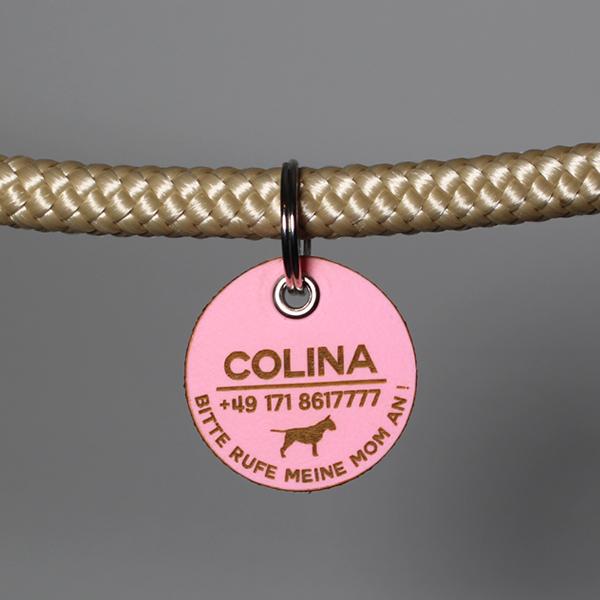 COLINA
+49 171 8617777
BITTE RUFE MEINE MOM AN !